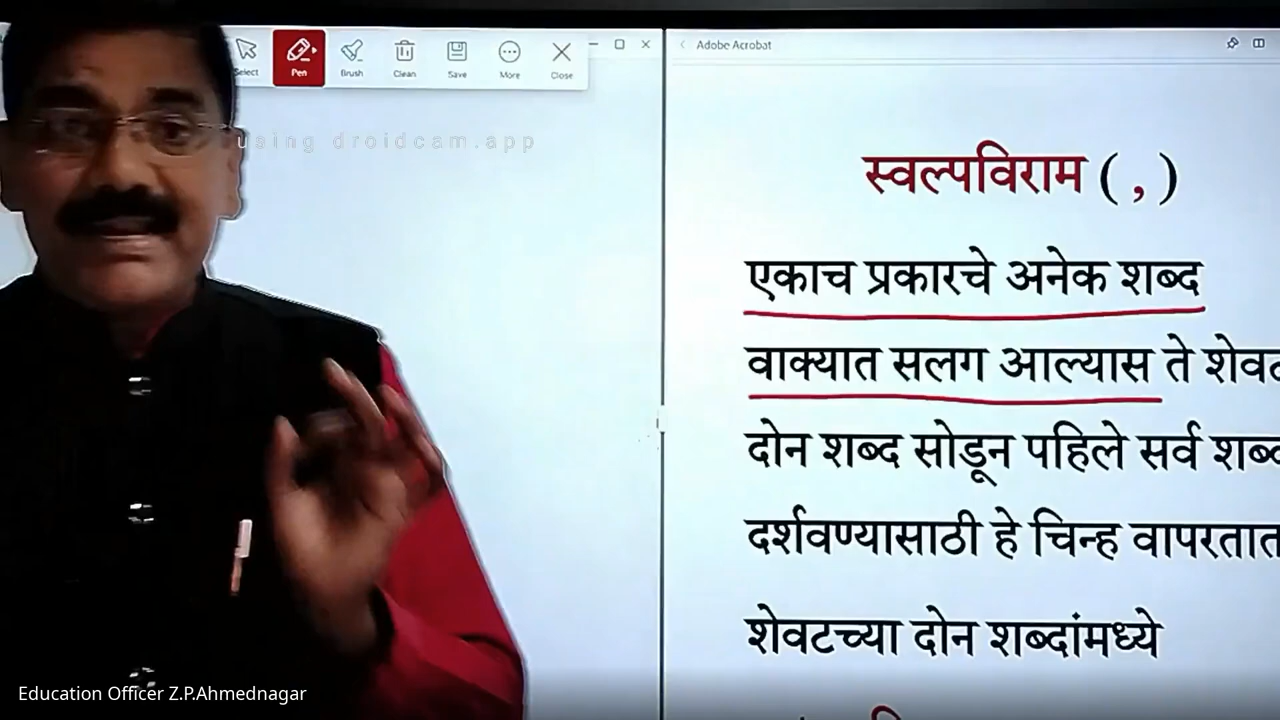 Select Pen Brush Clean Save More Close
Adobe Acrobat
using droidcam.app
स्वल्पविराम ( , )
एकाच प्रकारचे अनेक शब्द
वाक्यात सलग आल्यास ते
दोन शब्द सोडून पहिले सर्व
दर्शवण्यासाठी हे चिन्ह वापरतात
शेवटच्या दोन शब्दांमध्ये
Education Officer Z.P.Ahmednagar